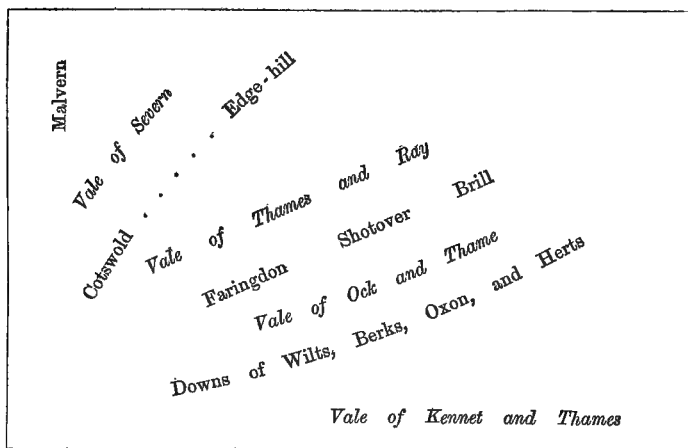 Malvern
Vale of Severn
Cotswold . . . . . Edge-hill
Vale of Thames and Ray
Faringdon Shotover Brill
Vale of Ock and Thame
Downs of Wilts, Berks, Oxon, and Herts
Vale of Kennet and Thames